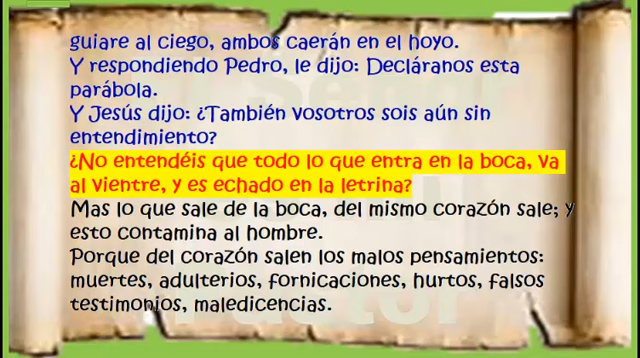 guiare al ciego, ambos caerán en el hoyo.
Y respondiendo Pedro, le dijo: Decláranos esta
parábola.
Y Jesús dijo: ¿También vosotros sois aún sin
entendimiento?
¿No entendéis que todo lo que entra en la boca, va
al vientre, y es echado en la letrina?
Mas lo que sale de la boca, del mismo corazón sale; y
esto contamina al hombre.
Porque del corazón salen los malos pensamientos:
muertes, adulterios, fornicaciones, hurtos, falsos
testimonios, maledicencias.